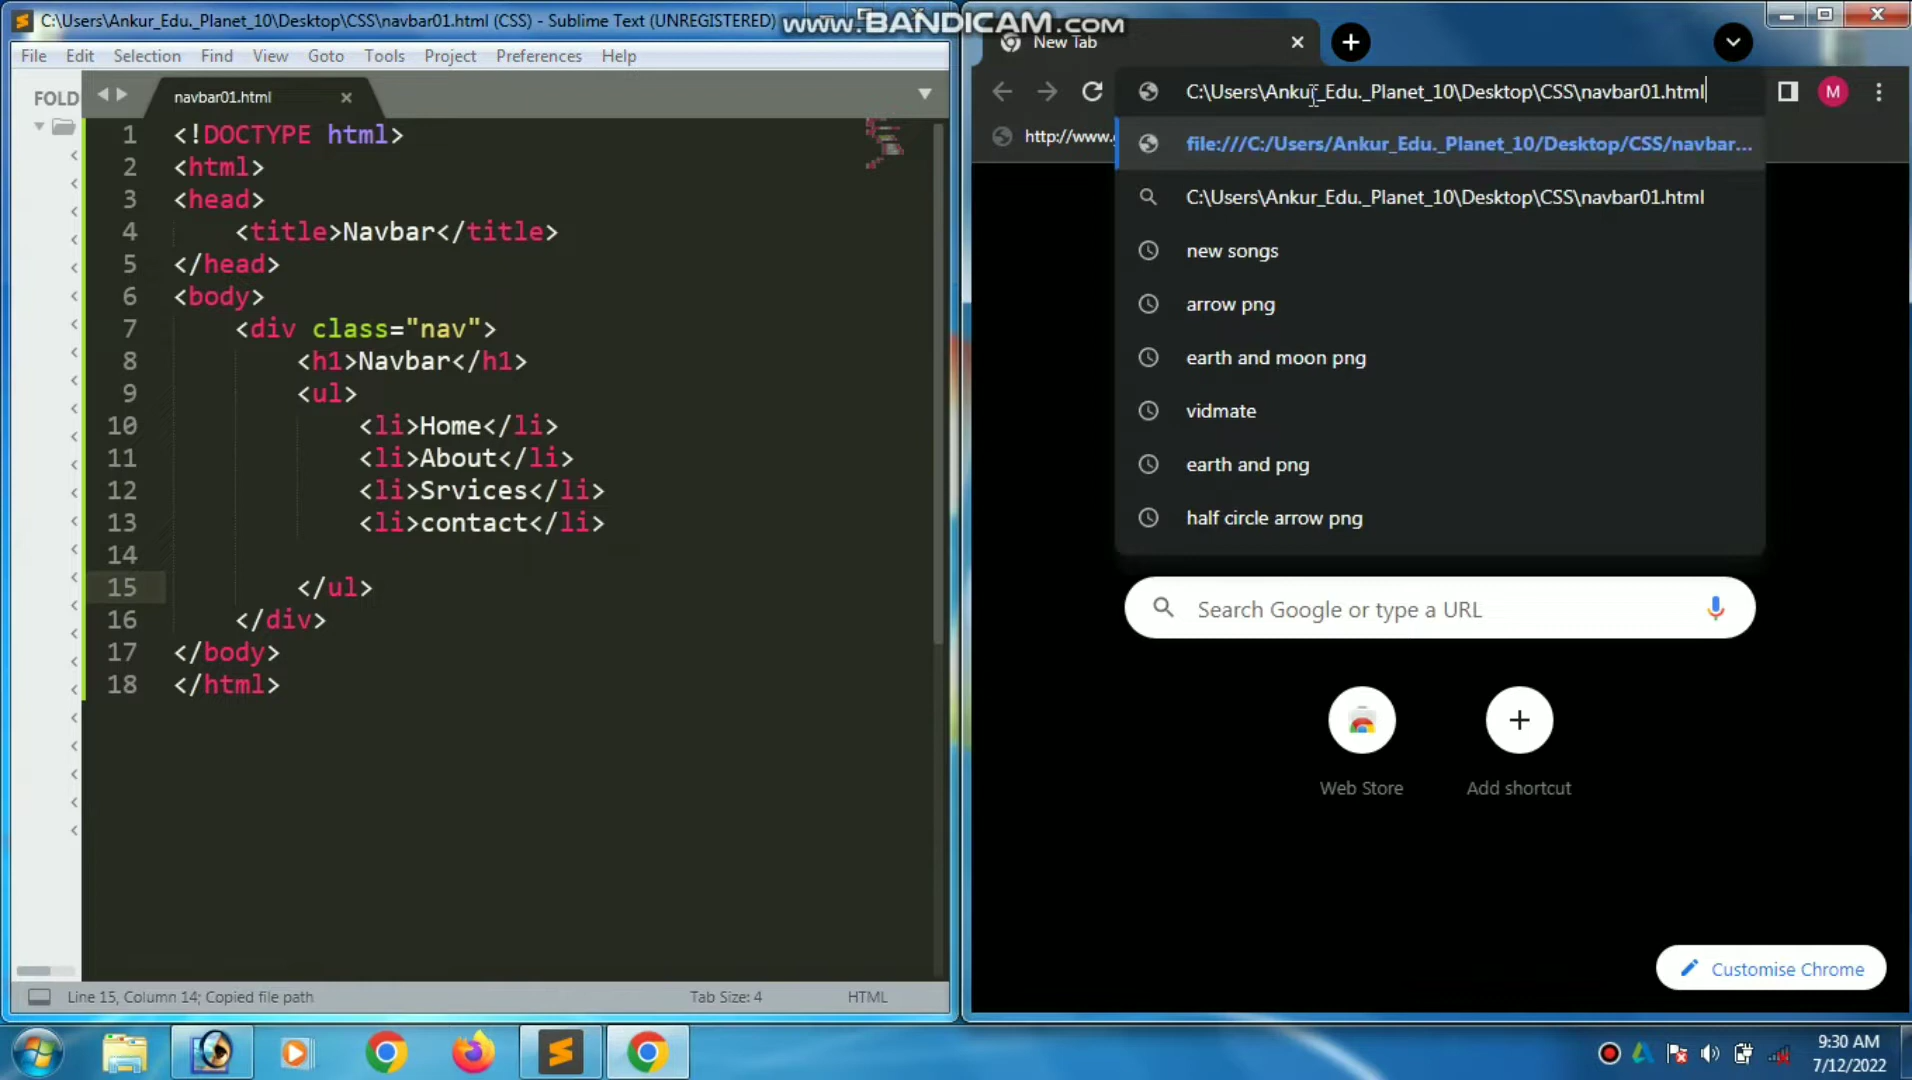 C:\Users\Ankur_Edu._Planet_10\Desktop\CSS\navbar01.html (CSS) - Sublime Text (UNREGISTERED)
www.BANDICAM.com
File Edit Selection View Find Goto Tools Project Preferences Help
FOLD
navbar01.html
1 <!DOCTYPE html>
2 <html>
3 <head>
4 <title>Navbar</title>
5 </head>
6 <body>
7 <div class="nav">
8 <h1>Navbar</h1>
9 <ul>
10 <li>Home</li>
11 <li>About</li>
12 <li>Srvices</li>
13 <li>contact</li>
14
15 </ul>
16 </div>
17 </body>
18 </html>
Line 15, Column 14; Copied file path
Tab Size: 4
HTML
New Tab
C:\Users\Ankur_Edu._Planet_10\Desktop\CSS\navbar01.html
M
http://www.
file:///C:/Users/Ankur_Edu._Planet_10/Desktop/CSS/navbar...
C:\Users\Ankur_Edu._Planet_10\Desktop\CSS\navbar01.html
new songs
arrow png
earth and moon png
vidmate
earth and png
half circle arrow png
Search Google or type a URL
Web Store
Add shortcut
Customise Chrome
9:30 AM
7/12/2022